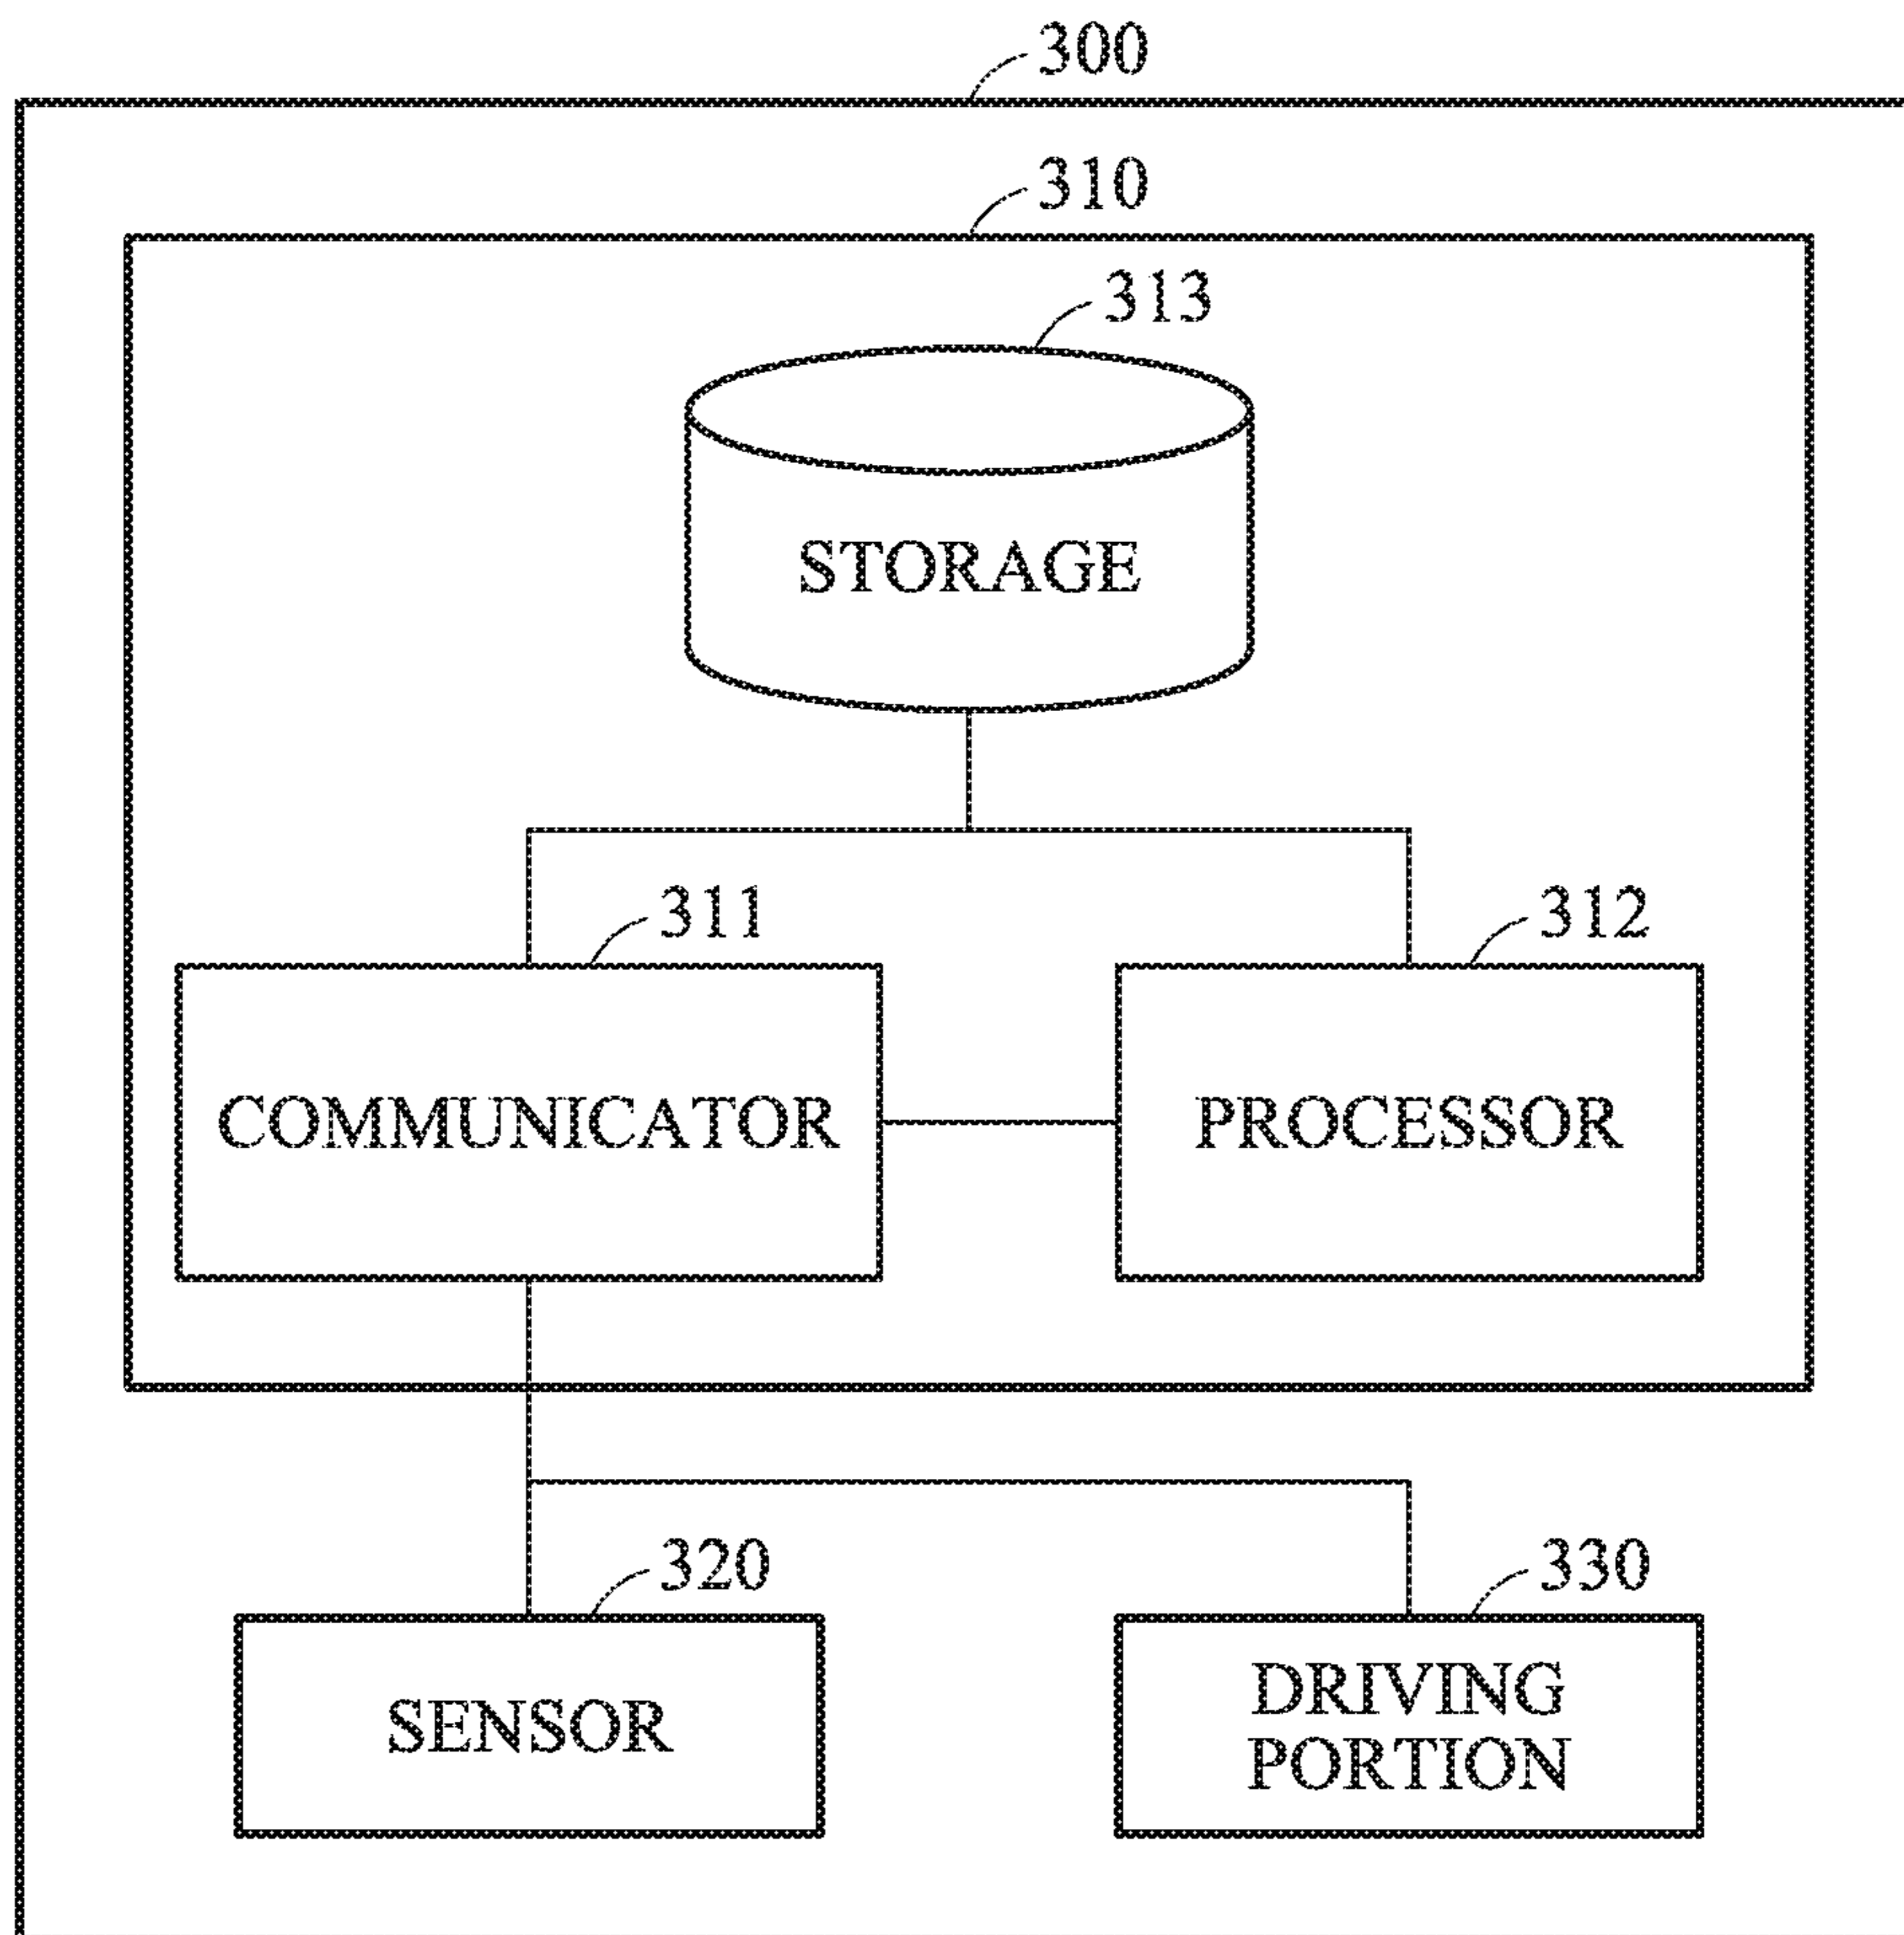 300
310
313
STORAGE
311
312
COMMUNICATOR
PROCESSOR
320
330
SENSOR
DRIVING
PORTION